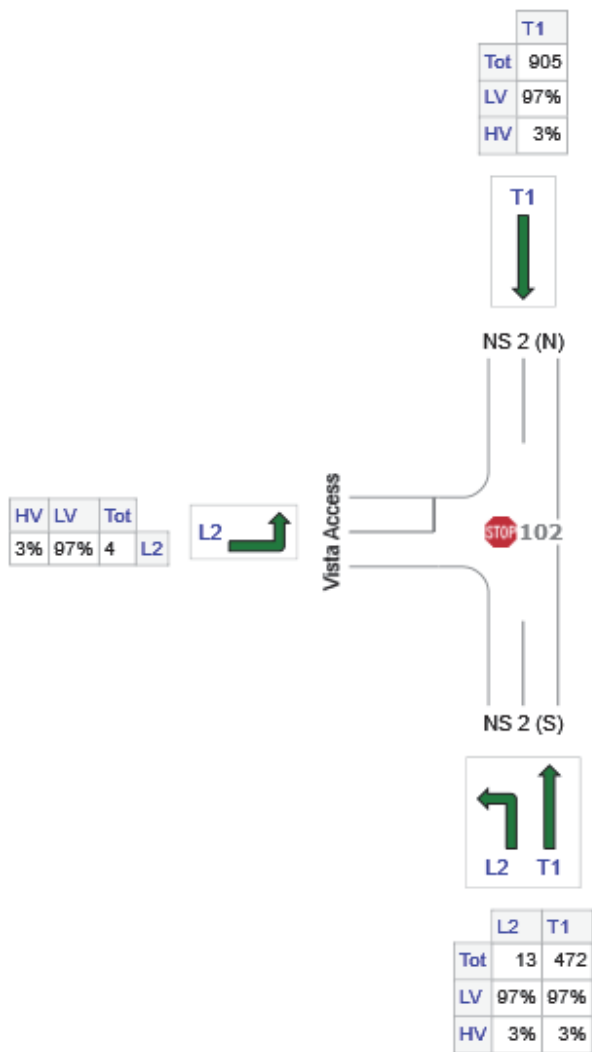 T1
Tot 905
LV 97%
HV 3%
T1
NS 2 (N)
HV LV Tot
3% 97% 4 L2
L2
Vista Access
STOP 102
NS 2 (S)
L2 T1
L2 T1
Tot 13 472
LV 97% 97%
HV 3% 3%